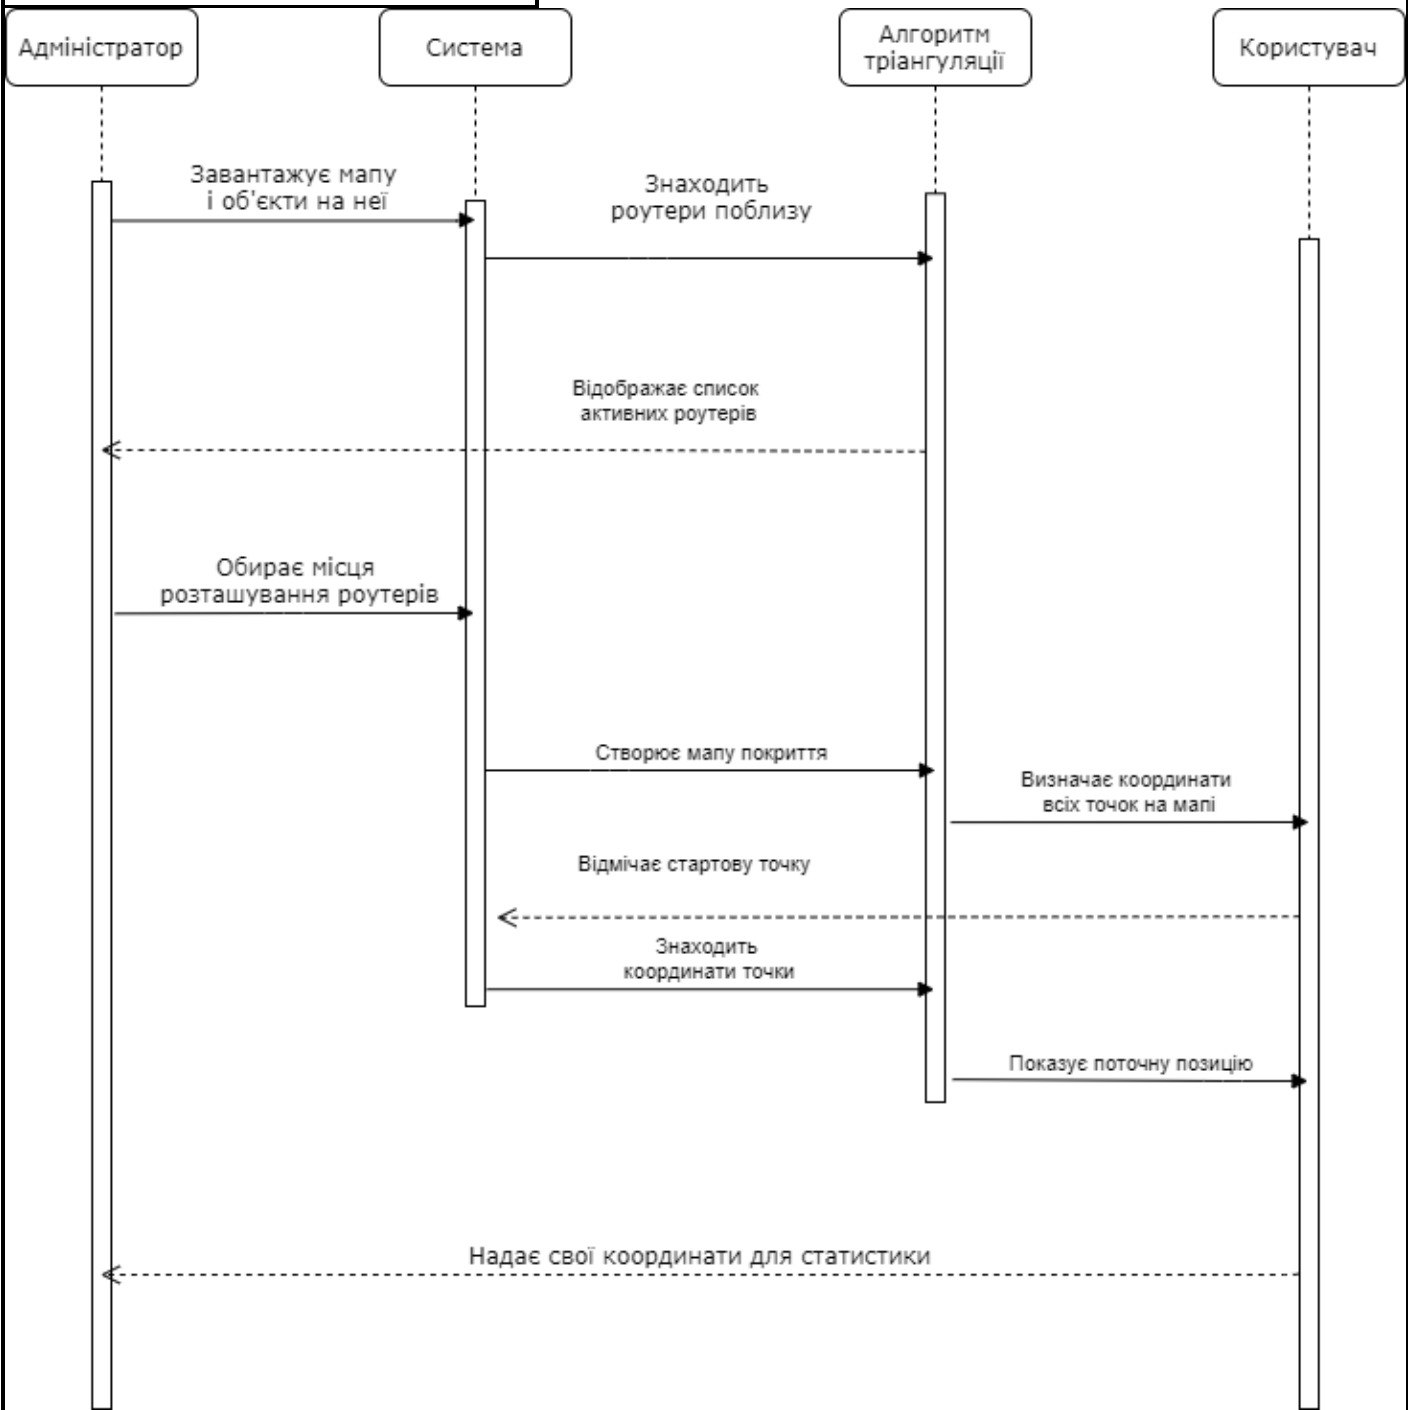 Адміністратор
Система
Алгоритм
тріангуляції
Користувач
Завантажує мапу
і об'єкти на неї
Знаходить
роутери поблизу
Відображає список
активних роутерів
Обирає місця
розташування роутерів
Створює мапу покриття
Визначає координати
всіх точок на мапі
Відмічає стартову точку
Знаходить
координати точки
Показує поточну позицію
Надає свої координати для статистики